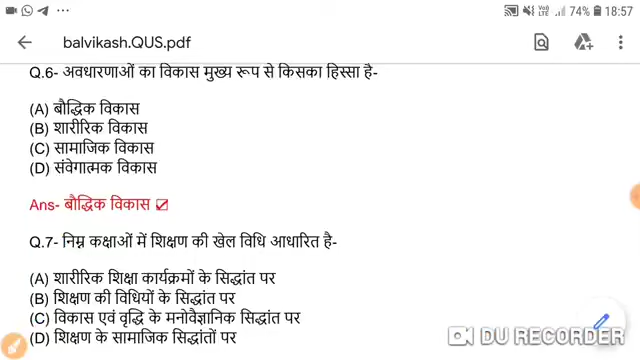 74% 18:57
balvikash.QUS.pdf
Q.6- अवधारणाओं का विकास मुख्य रूप से किसका हिस्सा है-
(A) बौद्धिक विकास
(B) शारीरिक विकास
(C) सामाजिक विकास
(D) संवेगात्मक विकास
Ans- बौद्धिक विकास
Q.7- निम्न कक्षाओं में शिक्षण की खेल विधि आधारित है-
(A) शारीरिक शिक्षा कार्यक्रमों के सिद्धांत पर
(B) शिक्षण की विधियों के सिद्धांत पर
(C) विकास एवं वृद्धि के मनोवैज्ञानिक सिद्धांत पर
(D) शिक्षण के सामाजिक सिद्धांतों पर
DU RECORDER